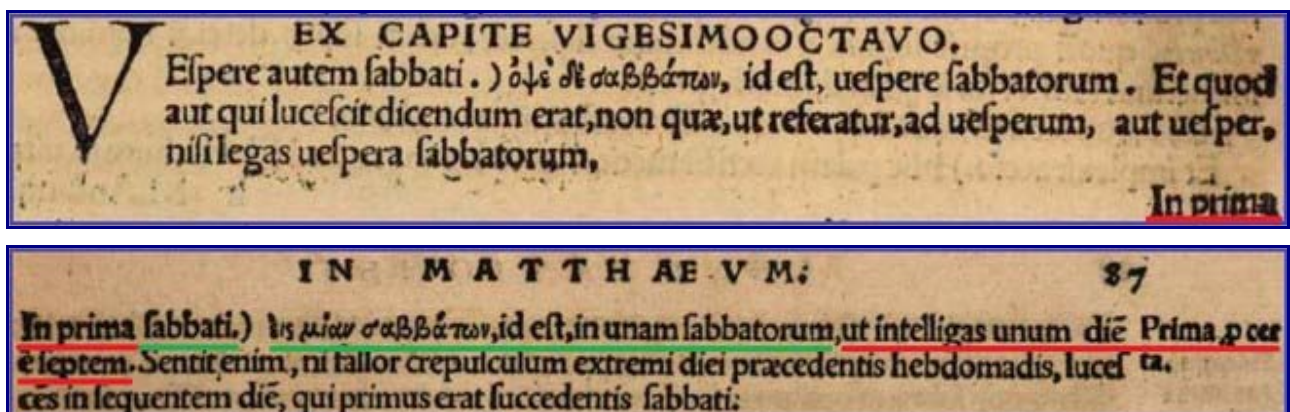 EX CAPITE VIGESIMOOCTAVO.
VEſpere autem ſabbati . ) ὀψὲ δὲ σαββάτων, id eſt, ueſpere ſabbatorum . Et quod
aut qui luceſcit dicendum erat,non quæ,ut referatur,ad ueſperum, aut ueſper,
niſi legas ueſpera ſabbatorum,
In prima
IN MATTHAEVM. 87
In prima ſabbati.) εἰς μίαν σαββάτων,id eſt,in unam ſabbatorum,ut intelligas unum diē Prima ,ꝓ cer
ē ſeptem. Sentit enim, ni fallor crepuſculum extremi diei præcedentis hebdomadis, luceſ ta.
cēs in ſequentem diē, qui primus erat ſuccedentis ſabbati: